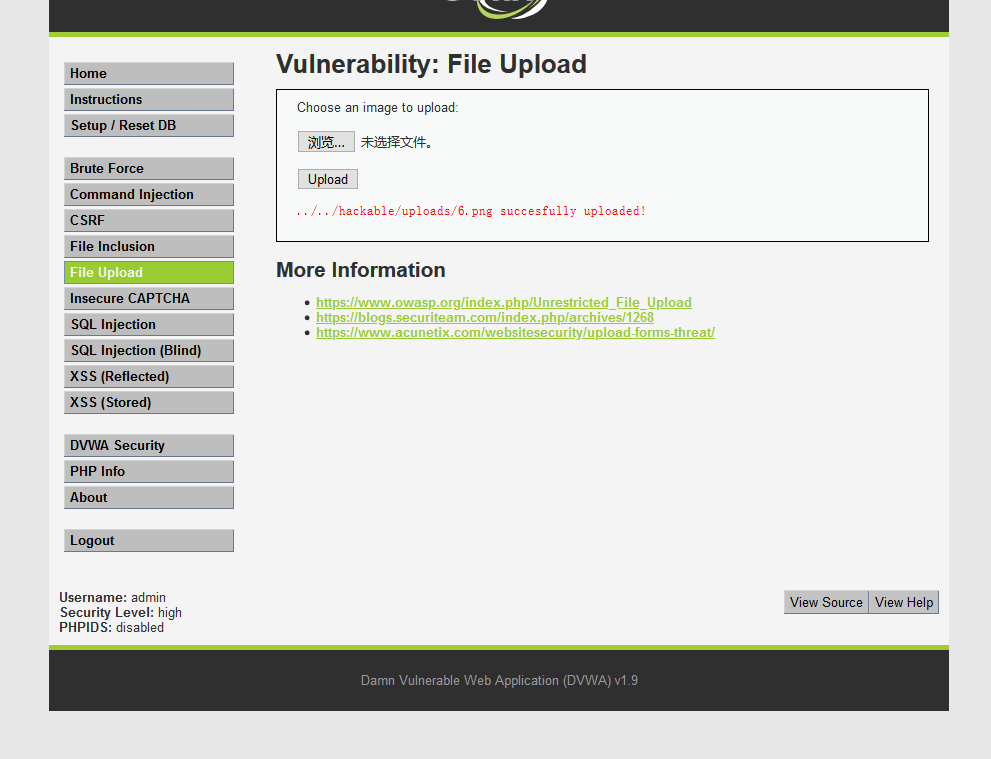 Home
Instructions
Setup / Reset DB
Brute Force
Command Injection
CSRF
File Inclusion
File Upload
Insecure CAPTCHA
SQL Injection
SQL Injection (Blind)
XSS (Reflected)
XSS (Stored)
DVWA Security
PHP Info
About
Logout
Vulnerability: File Upload
Choose an image to upload:
浏览... 未选择文件。
Upload
../../hackable/uploads/6.png succesfully uploaded!
More Information
https://www.owasp.org/index.php/Unrestricted_File_Upload
https://blogs.securiteam.com/index.php/archives/1268
https://www.acunetix.com/websitesecurity/upload-forms-threat/
Username: admin
Security Level: high
PHPIDS: disabled
View Source View Help
Damn Vulnerable Web Application (DVWA) v1.9